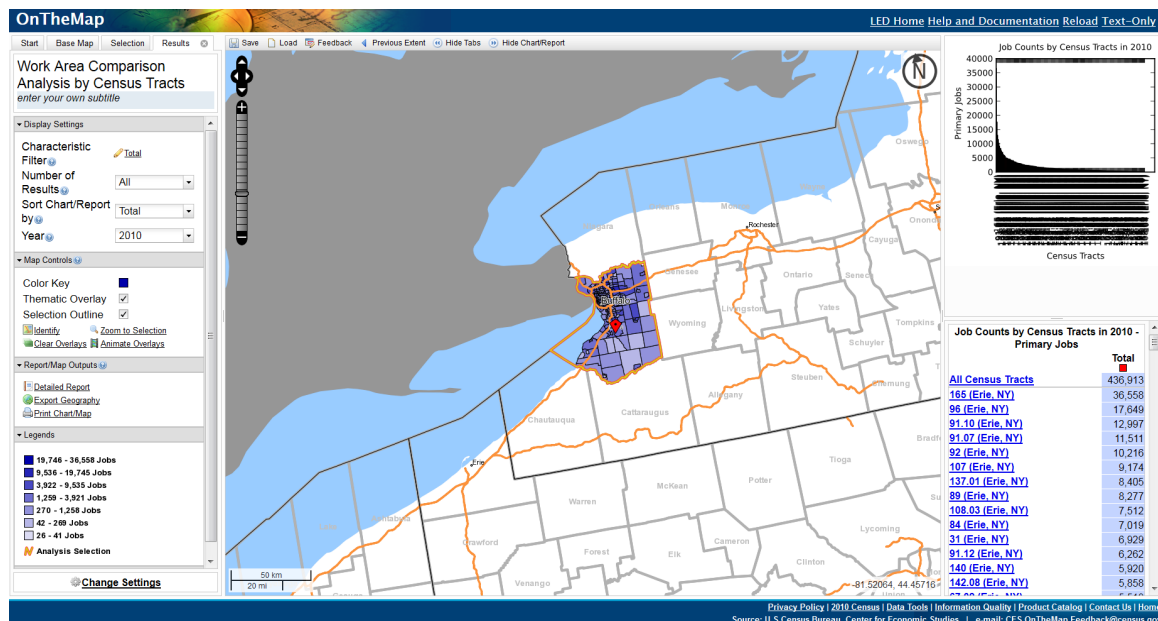 OnTheMap
LED Home Help and Documentation Reload Text-Only
Start Base Map Selection Results
Save Load Feedback Previous Extent Hide Tabs Hide Chart/Report
Work Area Comparison
Analysis by Census Tracts
enter your own subtitle
Display Settings
Characteristic
Filter
Total
Number of
Results
All
Sort Chart/Report
by
Total
Year
2010
Map Controls
Color Key
Thematic Overlay
Selection Outline
Identify Zoom to Selection
Clear Overlays Animate Overlays
Report/Map Outputs
Detailed Report
Export Geography
Print Chart/Map
Legends
19,746 - 36,558 Jobs
9,536 - 19,745 Jobs
3,922 - 9,535 Jobs
1,259 - 3,921 Jobs
270 - 1,258 Jobs
42 - 269 Jobs
26 - 41 Jobs
Analysis Selection
Change Settings
N
Oswego
Rochester
Cayuga
Ontario
Buffalo
Livingston
Yates
Wyoming
Tompkins
Schuyler
Steuben
Allegany
Cattaraugus
Chautauqua
Erie
Tioga
McKean
Potter
Warren
Crawford
Forest
Elk
Cameron
Lycoming
Clinton
Venango
Union
50 km
20 mi
-81.52064, 44.45716
Job Counts by Census Tracts in 2010
Primary Jobs
40000
35000
30000
25000
20000
15000
10000
5000
0
Census Tracts
Job Counts by Census Tracts in 2010 -
Primary Jobs
Total
All Census Tracts 436,913
165 (Erie, NY) 36,558
96 (Erie, NY) 17,649
91.10 (Erie, NY) 12,997
91.07 (Erie, NY) 11,511
92 (Erie, NY) 10,216
107 (Erie, NY) 9,174
137.01 (Erie, NY) 8,405
89 (Erie, NY) 8,277
108.03 (Erie, NY) 7,512
84 (Erie, NY) 7,019
31 (Erie, NY) 6,929
91.12 (Erie, NY) 6,262
140 (Erie, NY) 5,920
142.08 (Erie, NY) 5,858
Privacy Policy | 2010 Census | Data Tools | Information Quality | Product Catalog | Contact Us | Home
Source: U.S.Census Bureau, Center for Economic Studies | e-mail: CES.OnTheMap.Feedback@census.gov